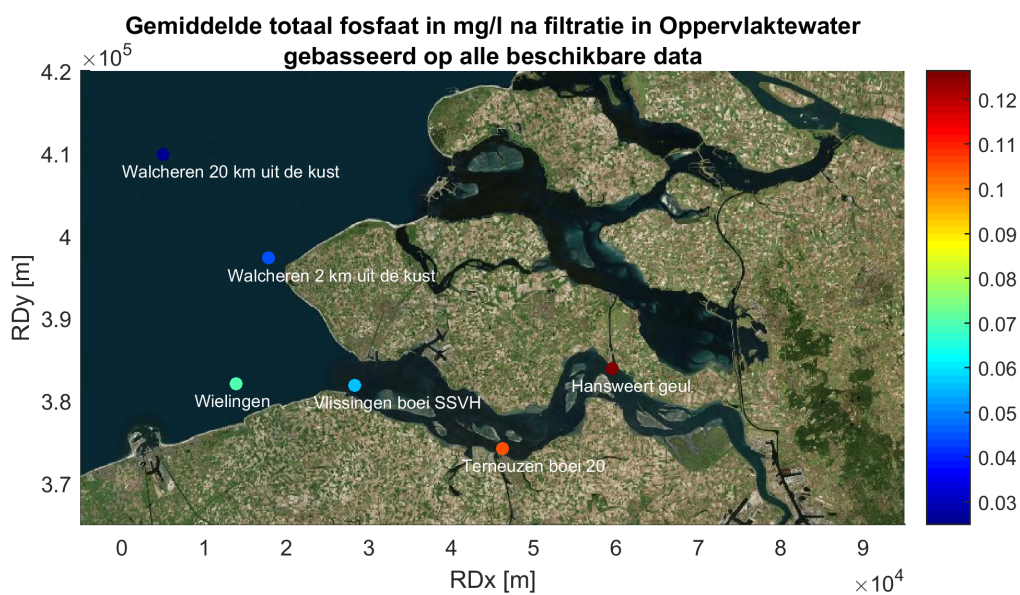 Gemiddelde totaal fosfaat in mg/l na filtratie in Oppervlaktewater
gebasseerd op alle beschikbare data
×10⁵
4.2
4.1
4
3.9
3.8
3.7
RDy [m]
Walcheren 20 km uit de kust
Walcheren 2 km uit de kust
Wielingen
Vlissingen boei SSVH
Hansweert geul
Terneuzen boei 20
0 1 2 3 4 5 6 7 8 9
RDx [m]
×10⁴
0.12
0.11
0.1
0.09
0.08
0.07
0.06
0.05
0.04
0.03